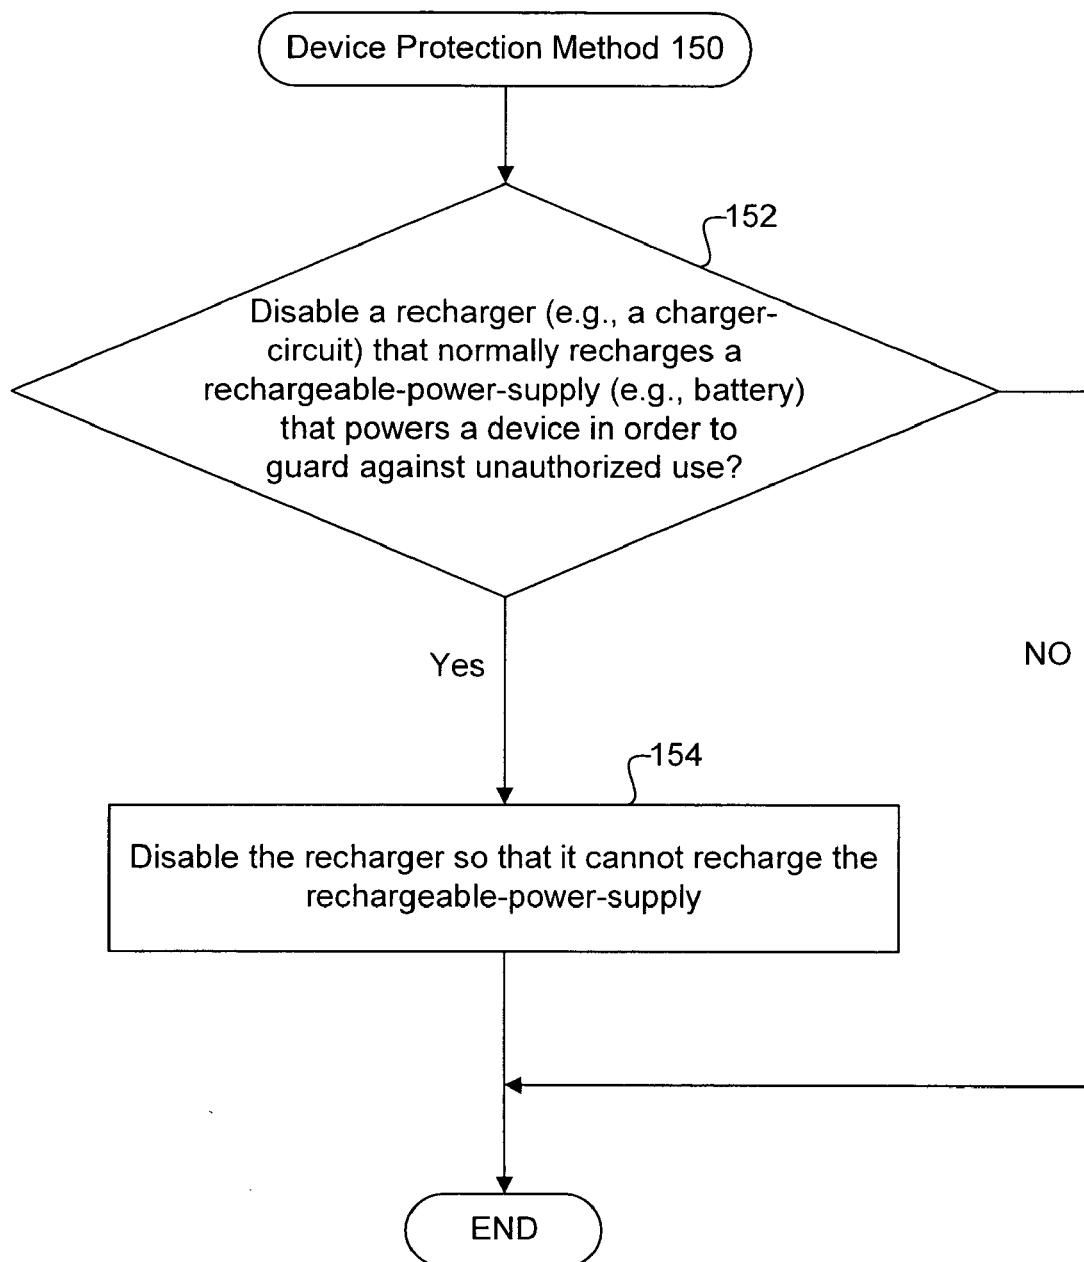 Device Protection Method 150
152
Disable a recharger (e.g., a charger-
circuit) that normally recharges a
rechargeable-power-supply (e.g., battery)
that powers a device in order to
guard against unauthorized use?
Yes
NO
154
Disable the recharger so that it cannot recharge the
rechargeable-power-supply
END